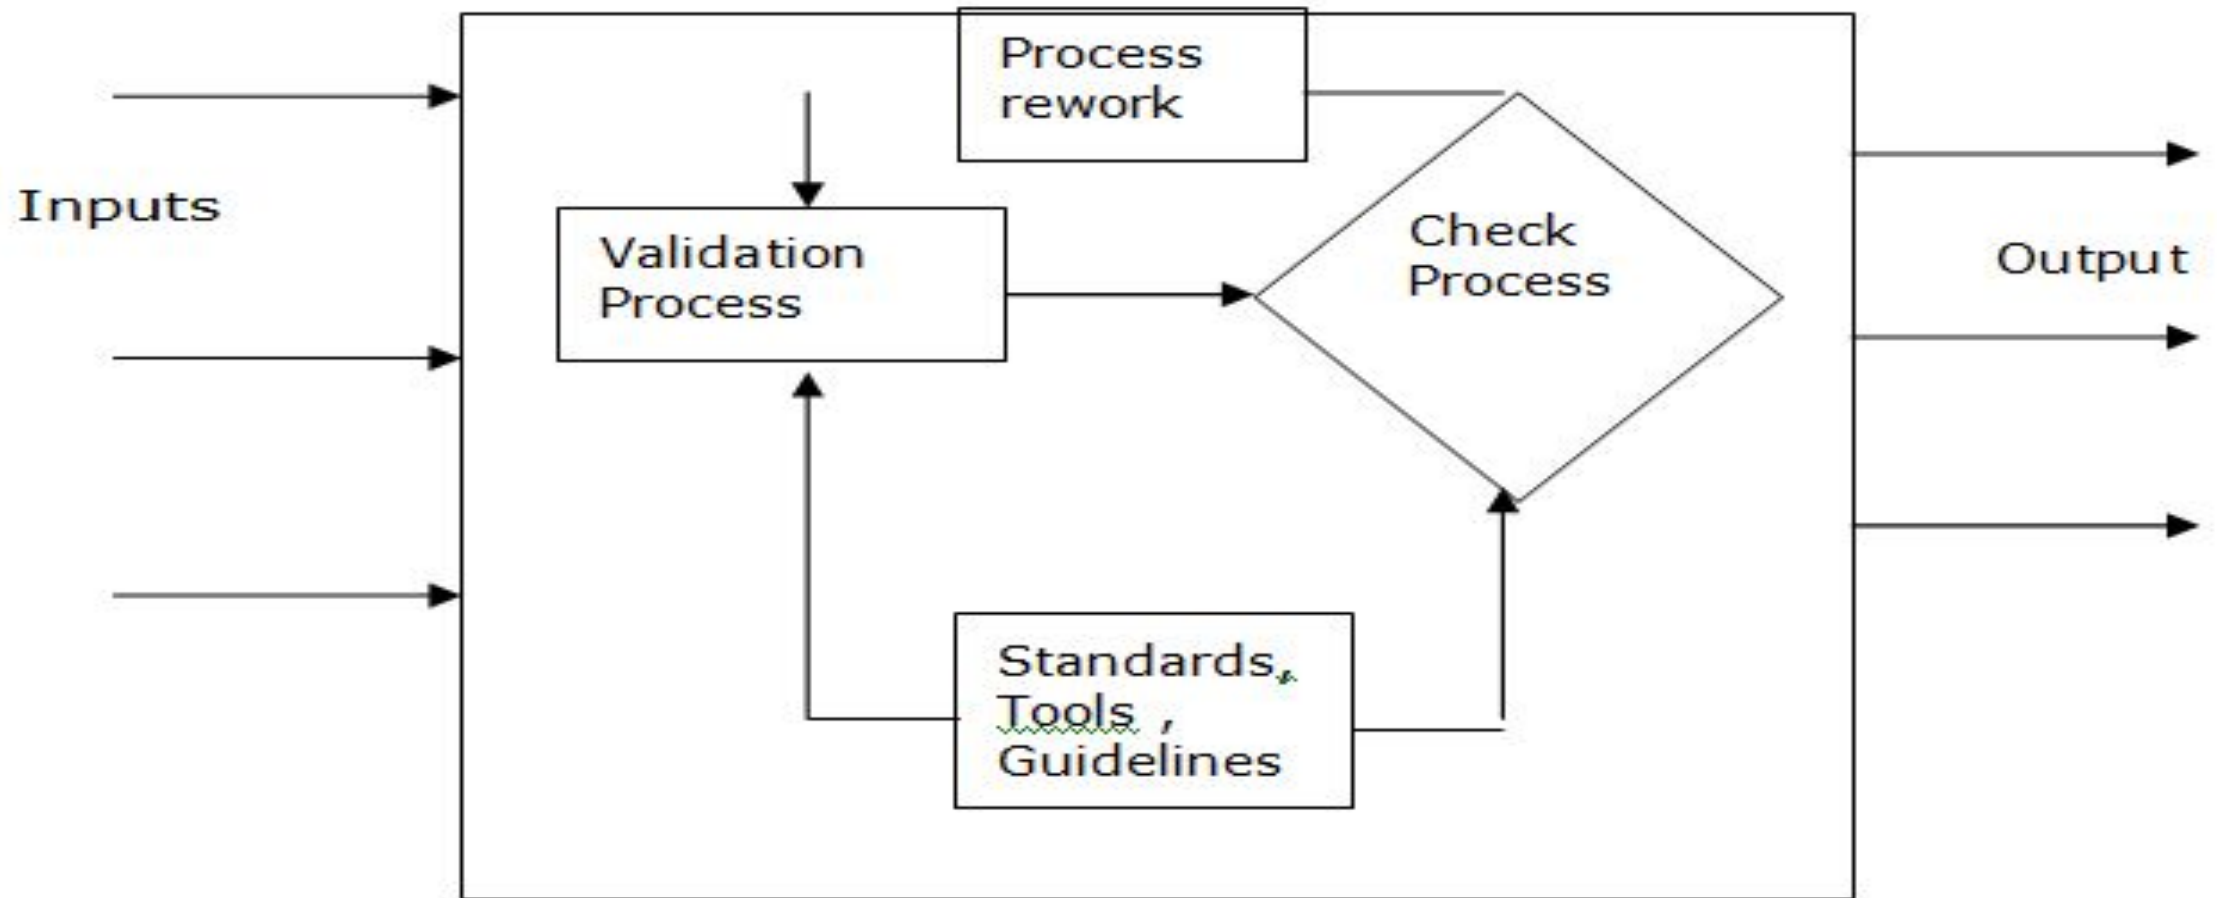 Process
rework
Inputs
Validation
Process
Check
Process
Output
Standards,
Tools ,
Guidelines